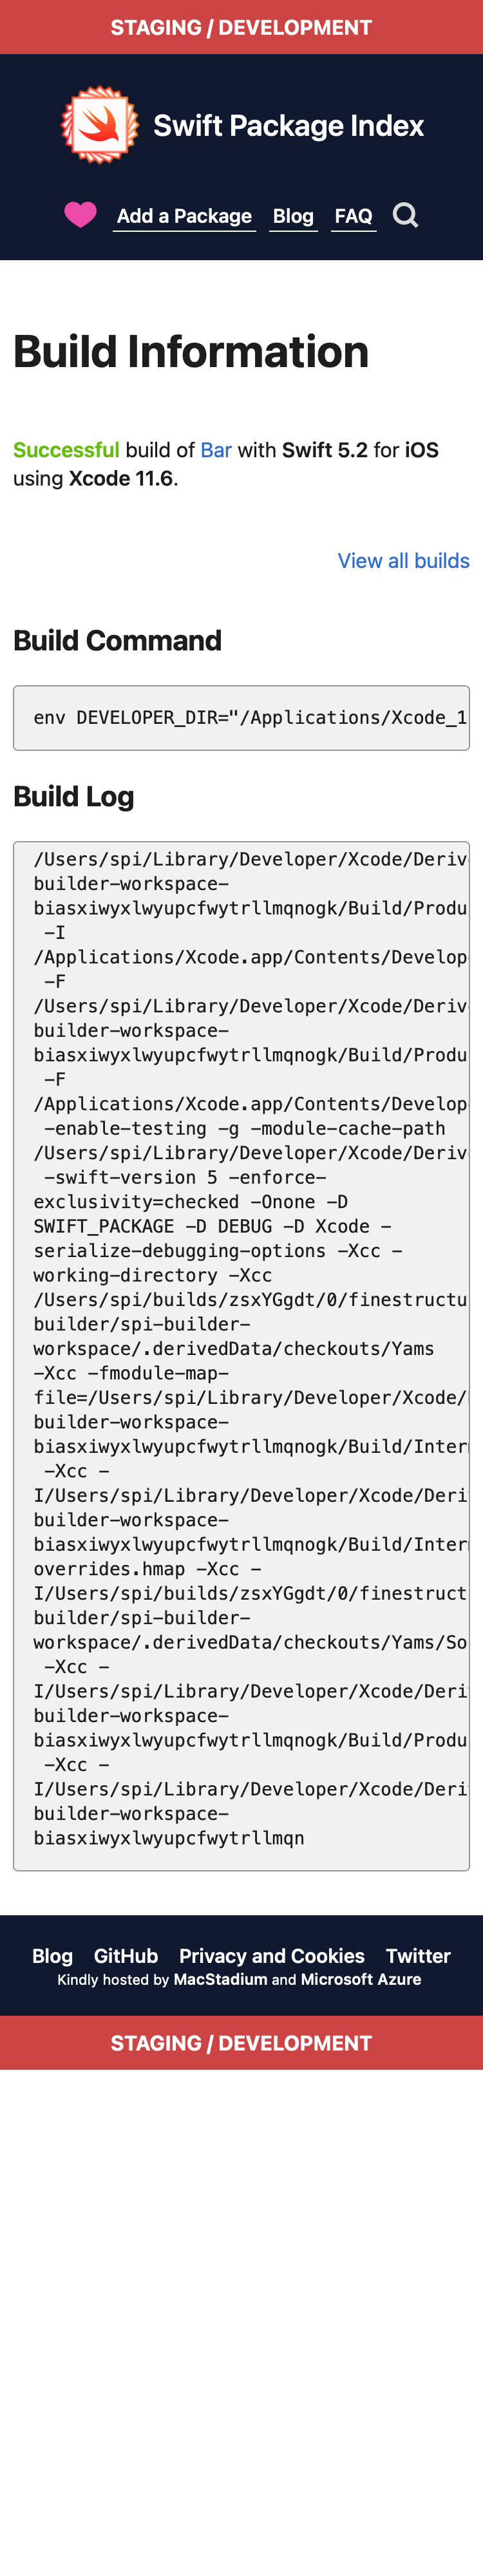 STAGING / DEVELOPMENT
Swift Package Index
Add a Package Blog FAQ
Build Information
Successful build of Bar with Swift 5.2 for iOS
using Xcode 11.6.
View all builds
Build Command
env DEVELOPER_DIR="/Applications/Xcode_1
Build Log
/Users/spi/Library/Developer/Xcode/Deriv
builder-workspace-
biasxiwyxlwyupcfwytrllmqnogk/Build/Produ
-I
/Applications/Xcode.app/Contents/Develop
-F
/Users/spi/Library/Developer/Xcode/Deriv
builder-workspace-
biasxiwyxlwyupcfwytrllmqnogk/Build/Produ
-F
/Applications/Xcode.app/Contents/Develop
-enable-testing -g -module-cache-path
/Users/spi/Library/Developer/Xcode/Deriv
-swift-version 5 -enforce-
exclusivity=checked -Onone -D
SWIFT_PACKAGE -D DEBUG -D Xcode -
serialize-debugging-options -Xcc -
working-directory -Xcc
/Users/spi/builds/zsxYGgdt/0/finestructu
builder/spi-builder-
workspace/.derivedData/checkouts/Yams
-Xcc -fmodule-map-
file=/Users/spi/Library/Developer/Xcode/
builder-workspace-
biasxiwyxlwyupcfwytrllmqnogk/Build/Inter
-Xcc -
I/Users/spi/Library/Developer/Xcode/Deri
builder-workspace-
biasxiwyxlwyupcfwytrllmqnogk/Build/Inter
overrides.hmap -Xcc -
I/Users/spi/builds/zsxYGgdt/0/finestruct
builder/spi-builder-
workspace/.derivedData/checkouts/Yams/So
-Xcc -
I/Users/spi/Library/Developer/Xcode/Deri
builder-workspace-
biasxiwyxlwyupcfwytrllmqnogk/Build/Produ
-Xcc -
I/Users/spi/Library/Developer/Xcode/Deri
builder-workspace-
biasxiwyxlwyupcfwytrllmqn
Blog GitHub Privacy and Cookies Twitter
Kindly hosted by MacStadium and Microsoft Azure
STAGING / DEVELOPMENT